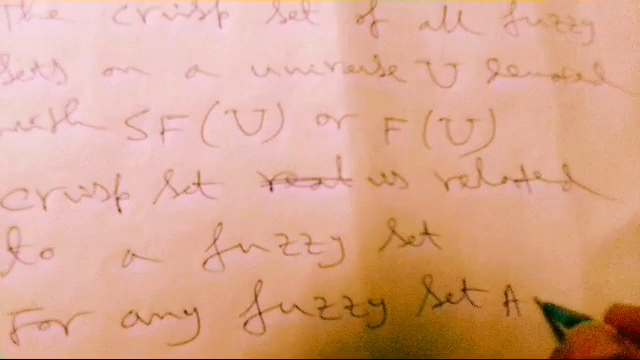 The crisp set of all fuzzy
sets on a universe U denoted
with SF(U) or F(U)
crisp set is related
to a fuzzy set
For any fuzzy set A